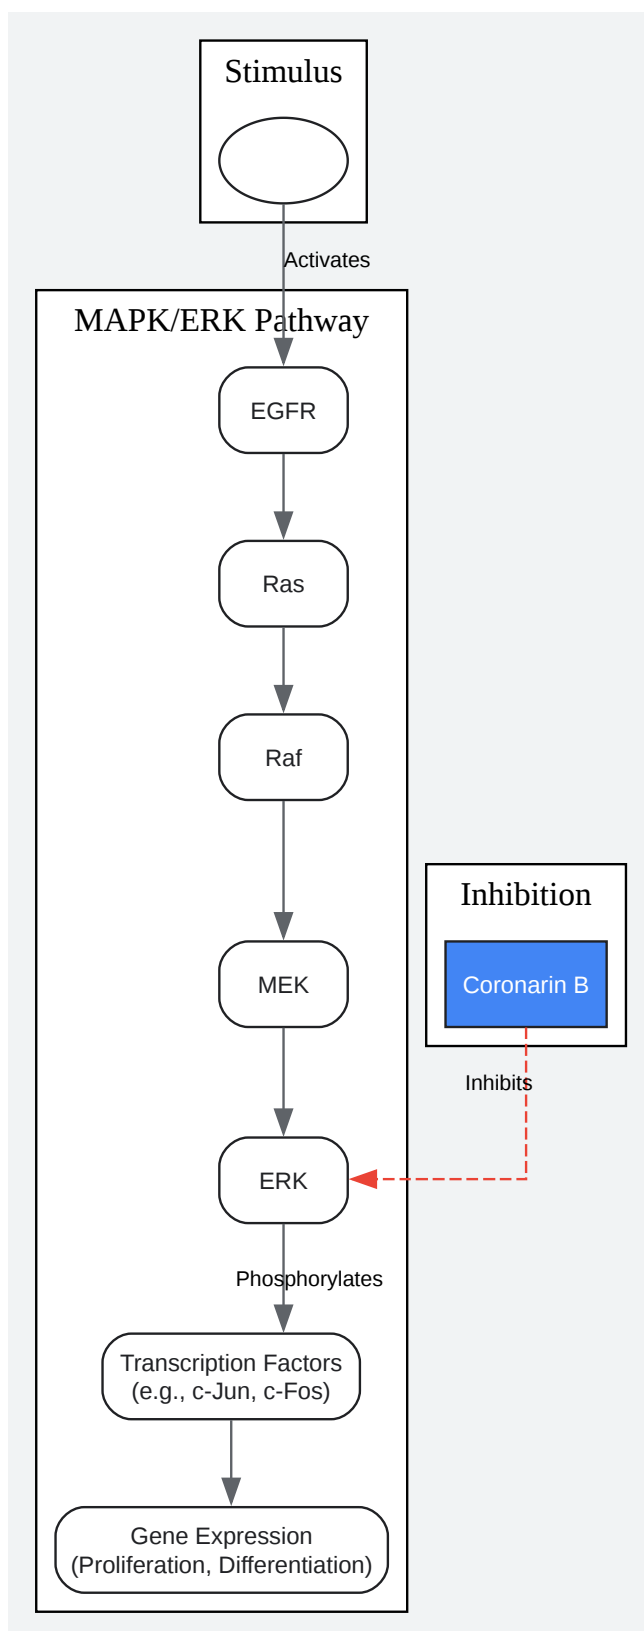 Stimulus
Activates
MAPK/ERK Pathway
EGFR
Ras
Raf
Inhibition
MEK
Coronarin B
Inhibits
ERK
Phosphorylates
Transcription Factors
(e.g., c-Jun, c-Fos)
Gene Expression
(Proliferation, Differentiation)